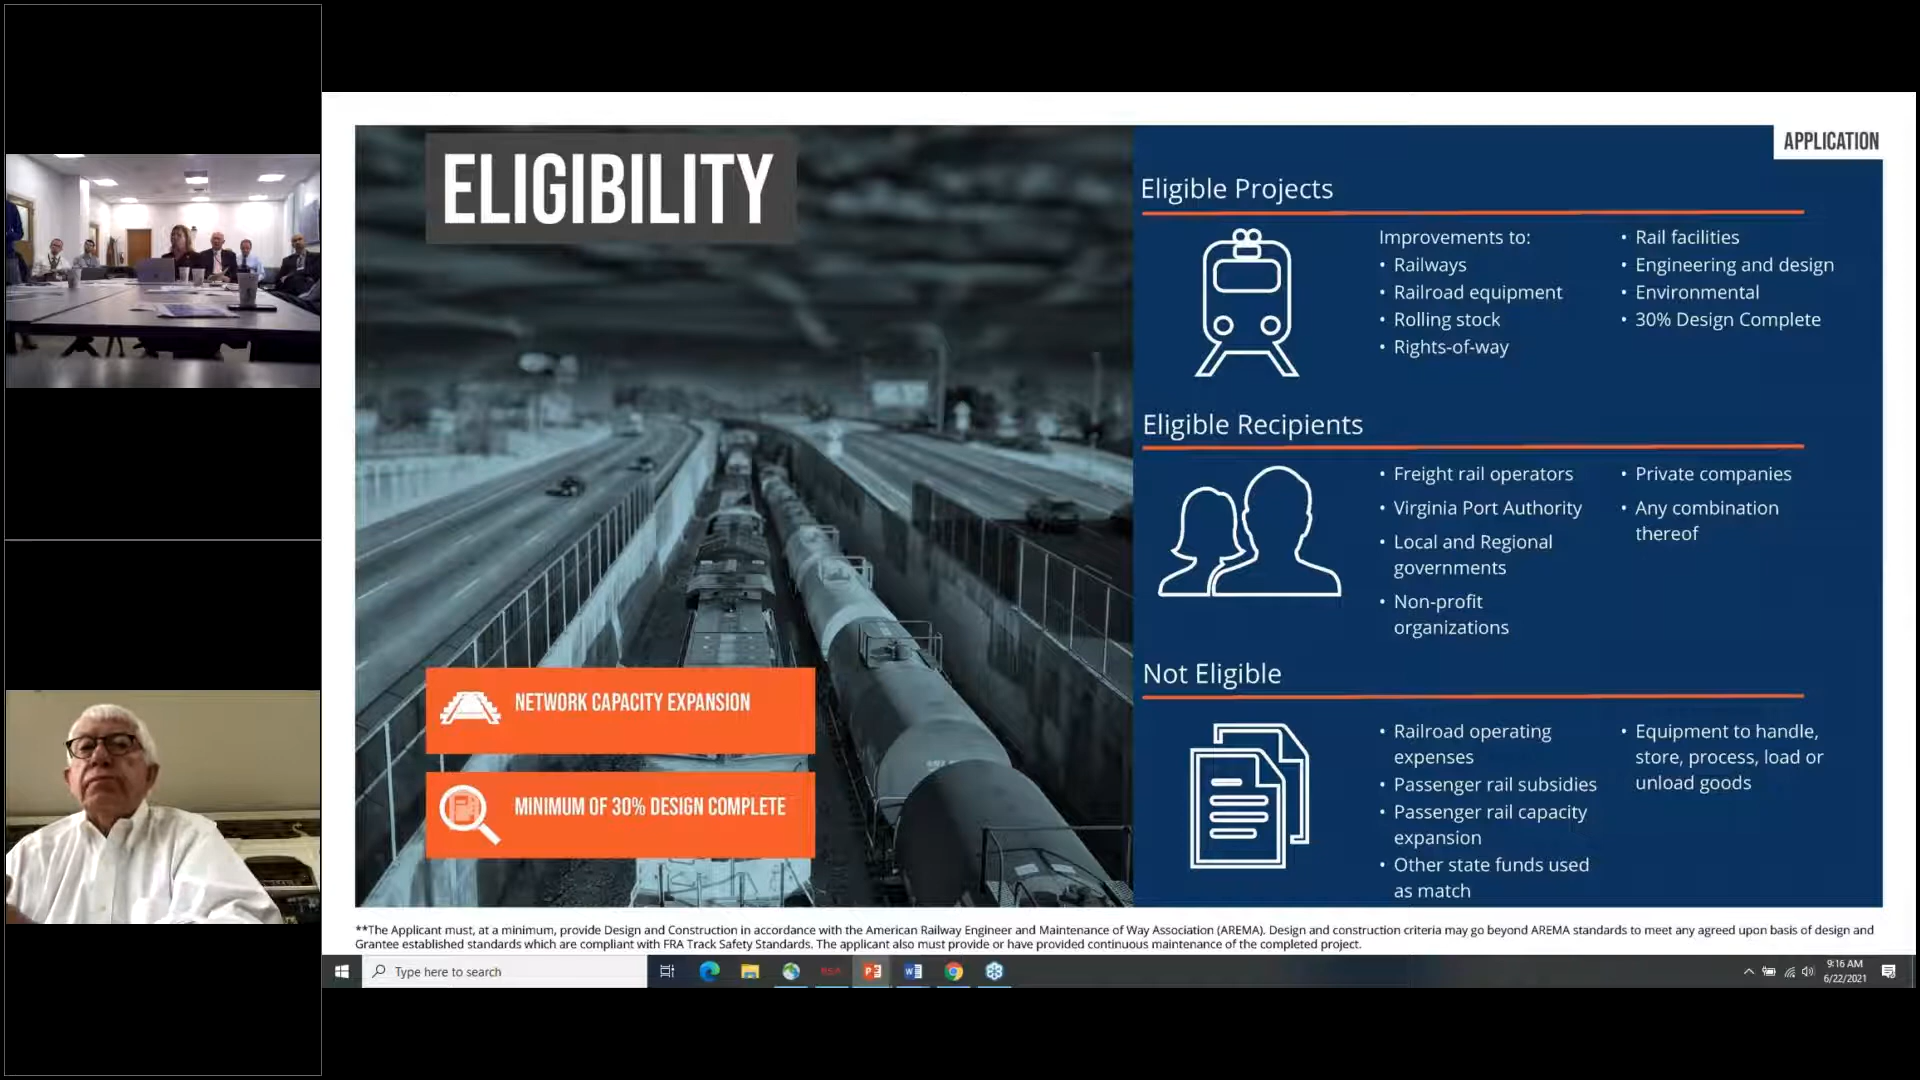 ELIGIBILITY
NETWORK CAPACITY EXPANSION
MINIMUM OF 30% DESIGN COMPLETE
APPLICATION
Eligible Projects
Improvements to:
• Railways
• Railroad equipment
• Rolling stock
• Rights-of-way
• Rail facilities
• Engineering and design
• Environmental
• 30% Design Complete
Eligible Recipients
• Freight rail operators
• Virginia Port Authority
• Local and Regional
governments
• Non-profit
organizations
• Private companies
• Any combination
thereof
Not Eligible
• Railroad operating
expenses
• Passenger rail subsidies
• Passenger rail capacity
expansion
• Other state funds used
as match
• Equipment to handle,
store, process, load or
unload goods
**The Applicant must, at a minimum, provide Design and Construction in accordance with the American Railway Engineer and Maintenance of Way Association (AREMA). Design and construction criteria may go beyond AREMA standards to meet any agreed upon basis of design and
Grantee established standards which are compliant with FRA Track Safety Standards. The applicant also must provide or have provided continuous maintenance of the completed project.
Type here to search
9:16 AM
6/22/2021